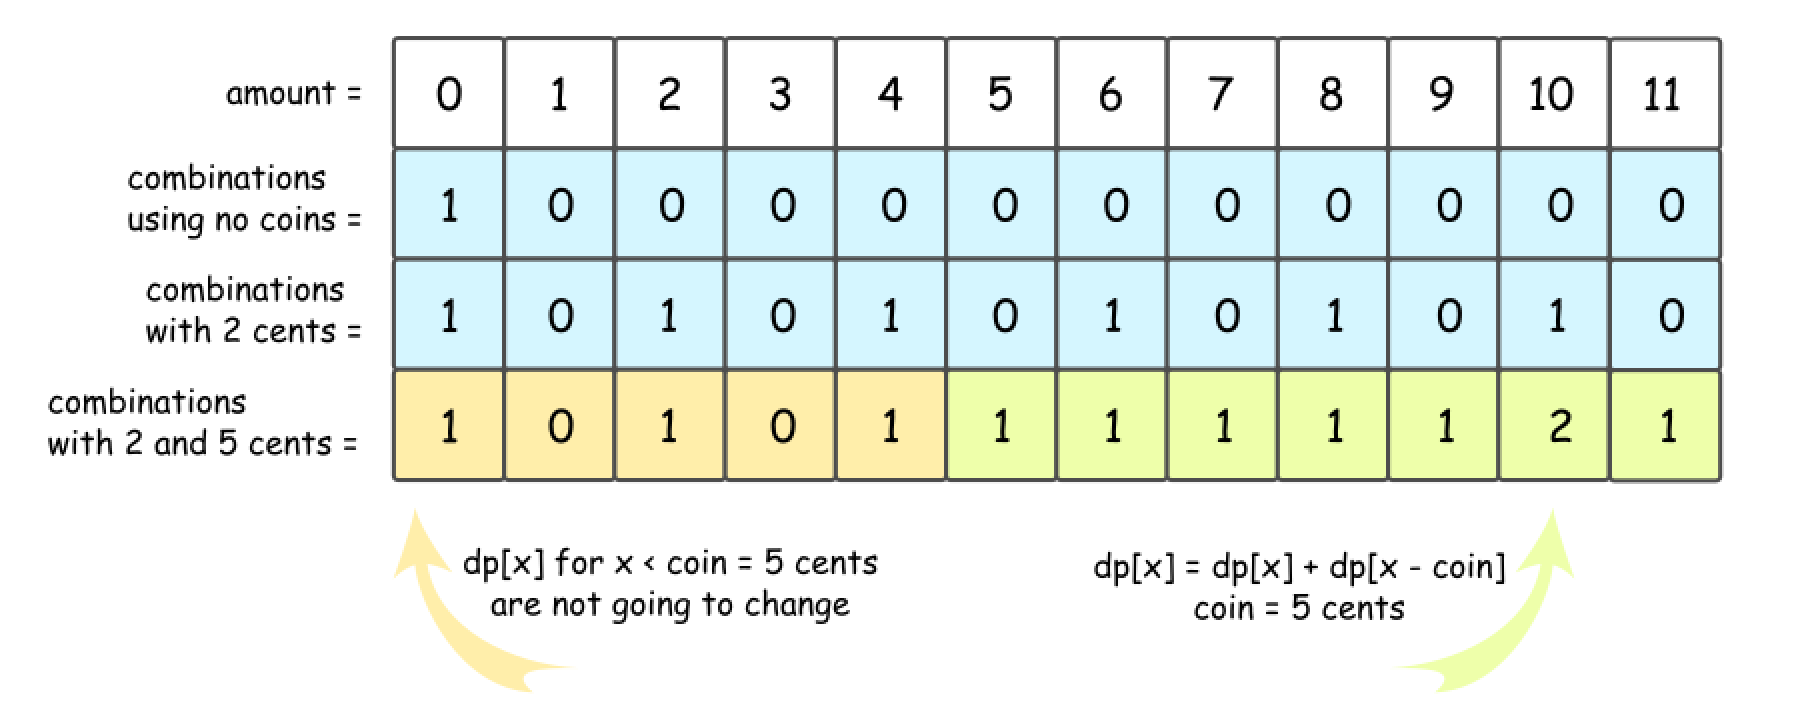 amount = 0 1 2 3 4 5 6 7 8 9 10 11
combinations
using no coins = 1 0 0 0 0 0 0 0 0 0 0 0
combinations
with 2 cents = 1 0 1 0 1 0 1 0 1 0 1 0
combinations
with 2 and 5 cents = 1 0 1 0 1 1 1 1 1 1 2 1
dp[x] for x < coin = 5 cents
are not going to change
dp[x] = dp[x] + dp[x - coin]
coin = 5 cents